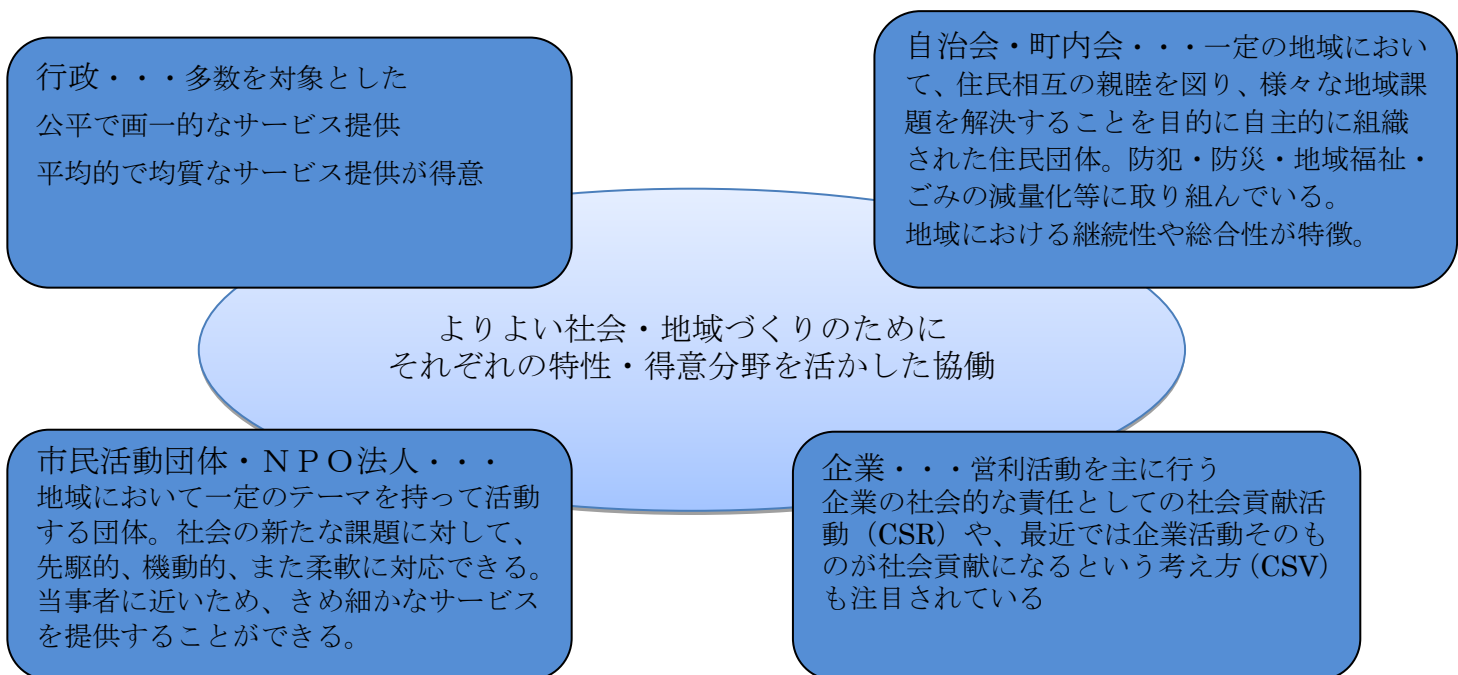 行政・・・多数を対象とした
公平で画一的なサービス提供
平均的で均質なサービス提供が得意
自治会・町内会・・・一定の地域におい
て、住民相互の親睦を図り、様々な地域課
題を解決することを目的に自主的に組織
された住民団体。防犯・防災・地域福祉・
ごみの減量化等に取り組んでいる。
地域における継続性や総合性が特徴。
よりよい社会・地域づくりのために
それぞれの特性・得意分野を活かした協働
市民活動団体・ＮＰＯ法人・・・
地域において一定のテーマを持って活動
する団体。社会の新たな課題に対して、
先駆的、機動的、また柔軟に対応できる。
当事者に近いため、きめ細かなサービス
を提供することができる。
企業・・・営利活動を主に行う
企業の社会的な責任としての社会貢献活
動（CSR）や、最近では企業活動そのも
のが社会貢献になるという考え方（CSV）
も注目されている